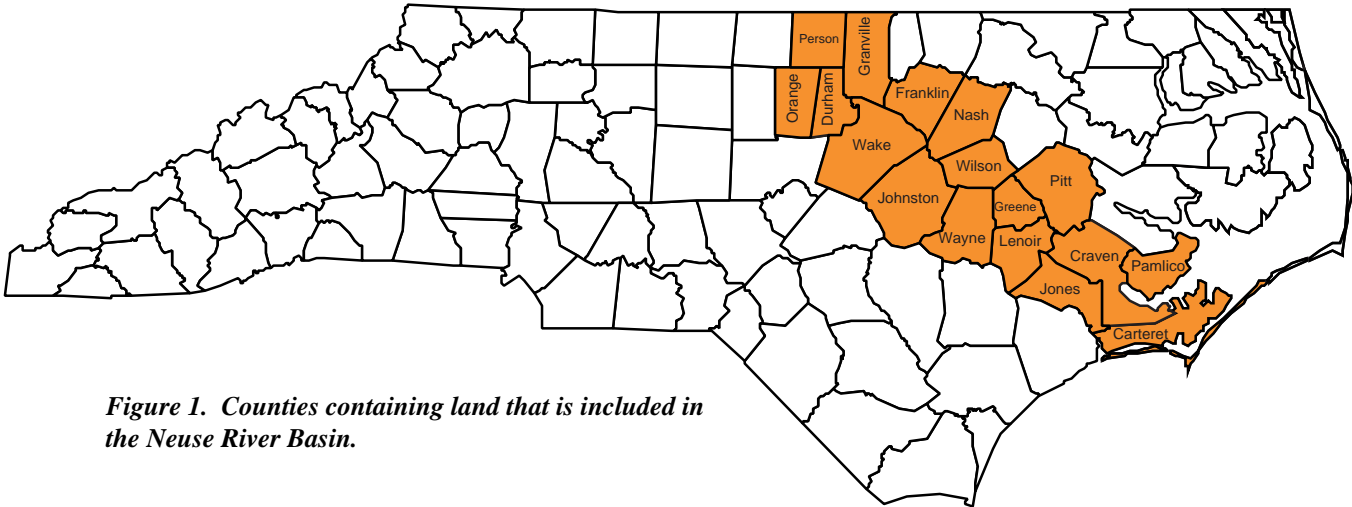 Person
Granville
Orange
Durham
Franklin
Nash
Wake
Wilson
Pitt
Johnston
Greene
Wayne
Lenoir
Craven
Pamlico
Jones
Carteret
Figure 1. Counties containing land that is included in
the Neuse River Basin.